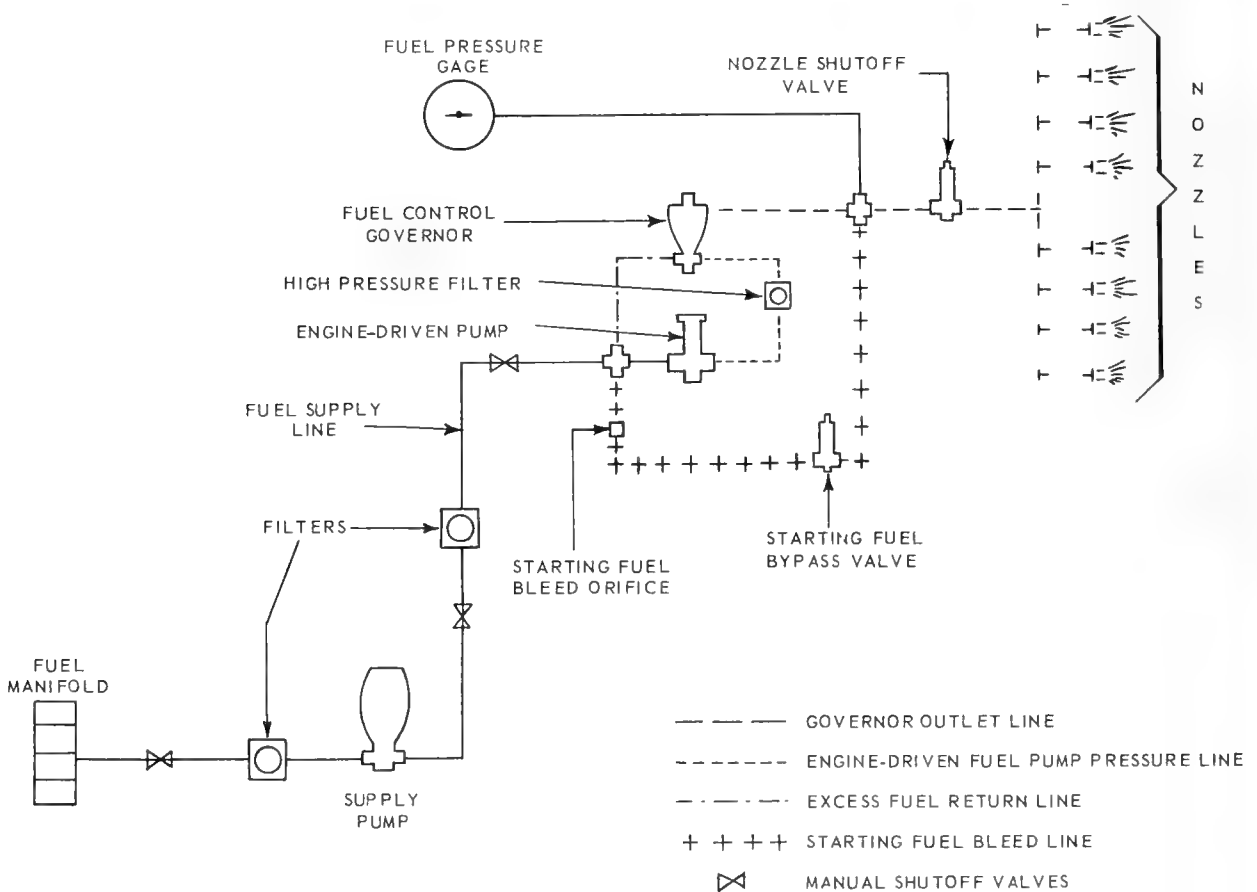 FUEL PRESSURE
GAGE
NOZZLE SHUTOFF
VALVE
NOZZLES
FUEL CONTROL
GOVERNOR
HIGH PRESSURE FILTER
ENGINE-DRIVEN PUMP
FUEL SUPPLY
LINE
FILTERS
STARTING FUEL
BLEED ORIFICE
STARTING FUEL
BYPASS VALVE
FUEL
MANIFOLD
SUPPLY
PUMP
GOVERNOR OUTLET LINE
ENGINE-DRIVEN FUEL PUMP PRESSURE LINE
EXCESS FUEL RETURN LINE
STARTING FUEL BLEED LINE
MANUAL SHUTOFF VALVES